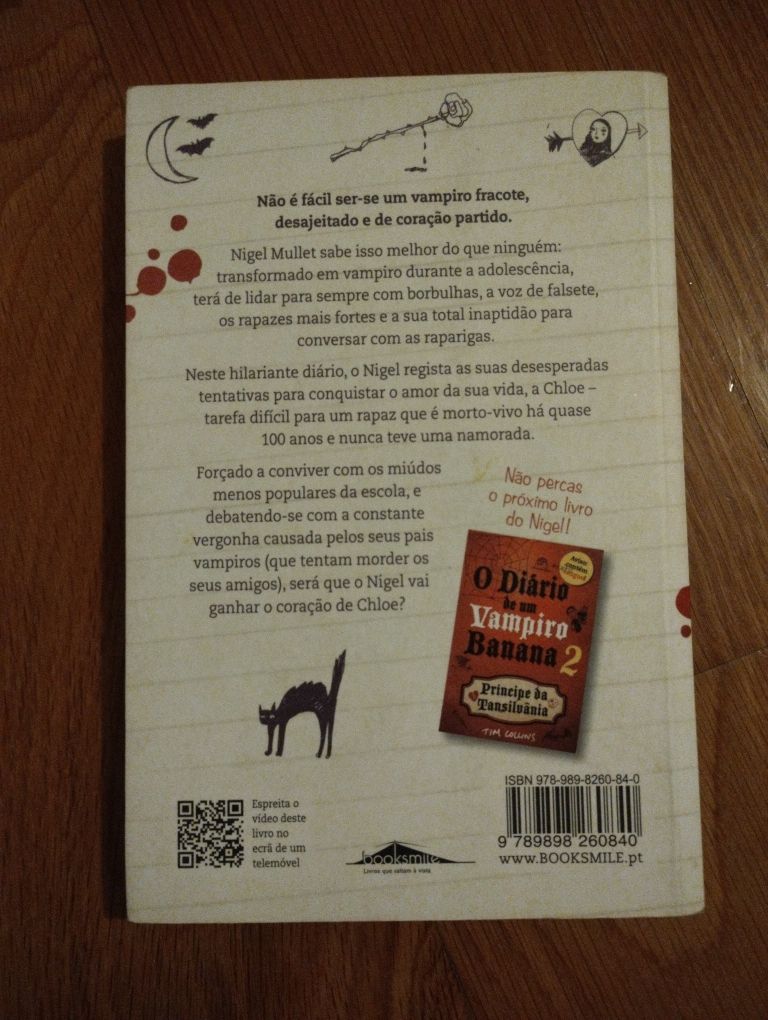 Não é fácil ser-se um vampiro fracote,
desajeitado e de coração partido.
Nigel Mullet sabe isso melhor do que ninguém:
transformado em vampiro durante a adolescência,
terá de lidar para sempre com borbulhas, a voz de falsete,
os rapazes mais fortes e a sua total inaptidão para
conversar com as raparigas.
Neste hilariante diário, o Nigel regista as suas desesperadas
tentativas para conquistar o amor da sua vida, a Chloe –
tarefa difícil para um rapaz que é morto-vivo há quase
100 anos e nunca teve uma namorada.
Forçado a conviver com os miúdos
menos populares da escola, e
debatendo-se com a constante
vergonha causada pelos seus pais
vampiros (que tentam morder os
seus amigos), será que o Nigel vai
ganhar o coração de Chloe?
Não percas
o próximo livro
do Nigel!
O Diário
de um
Vampiro
Banana 2
Príncipe da
Tansilvânia
TIM COLLINS
Espreita o
vídeo deste
livro no
ecrã de um
telemóvel
booksmile
Livros que saltam à vista
ISBN 978-989-8260-84-0
9 789898 260840
WWW.BOOKSMILE.pt